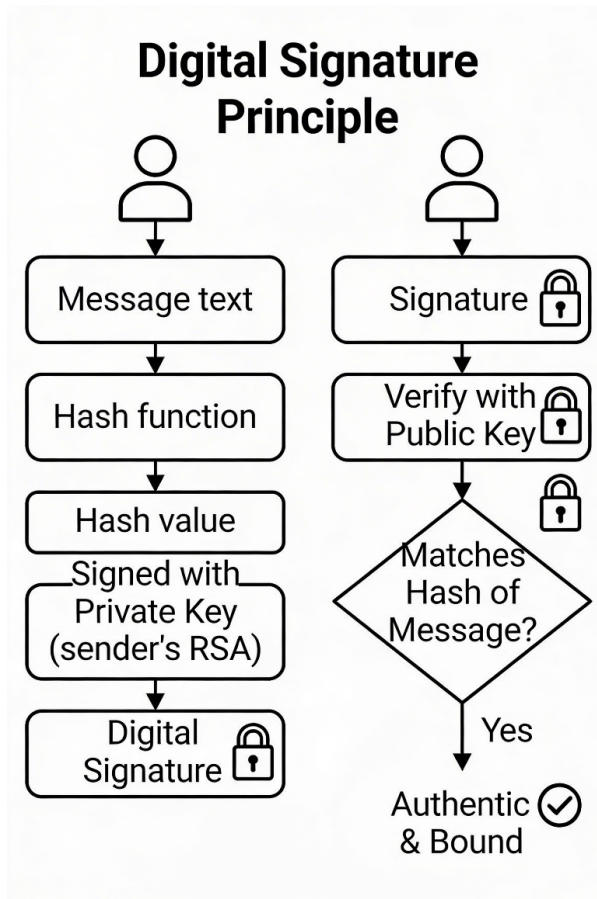 Digital Signature
Principle
Message text
Hash function
Hash value
Signed with
Private Key
(sender's RSA)
Digital
Signature
Signature
Verify with
Public Key
Matches
Hash of
Message?
Yes
Authentic
& Bound